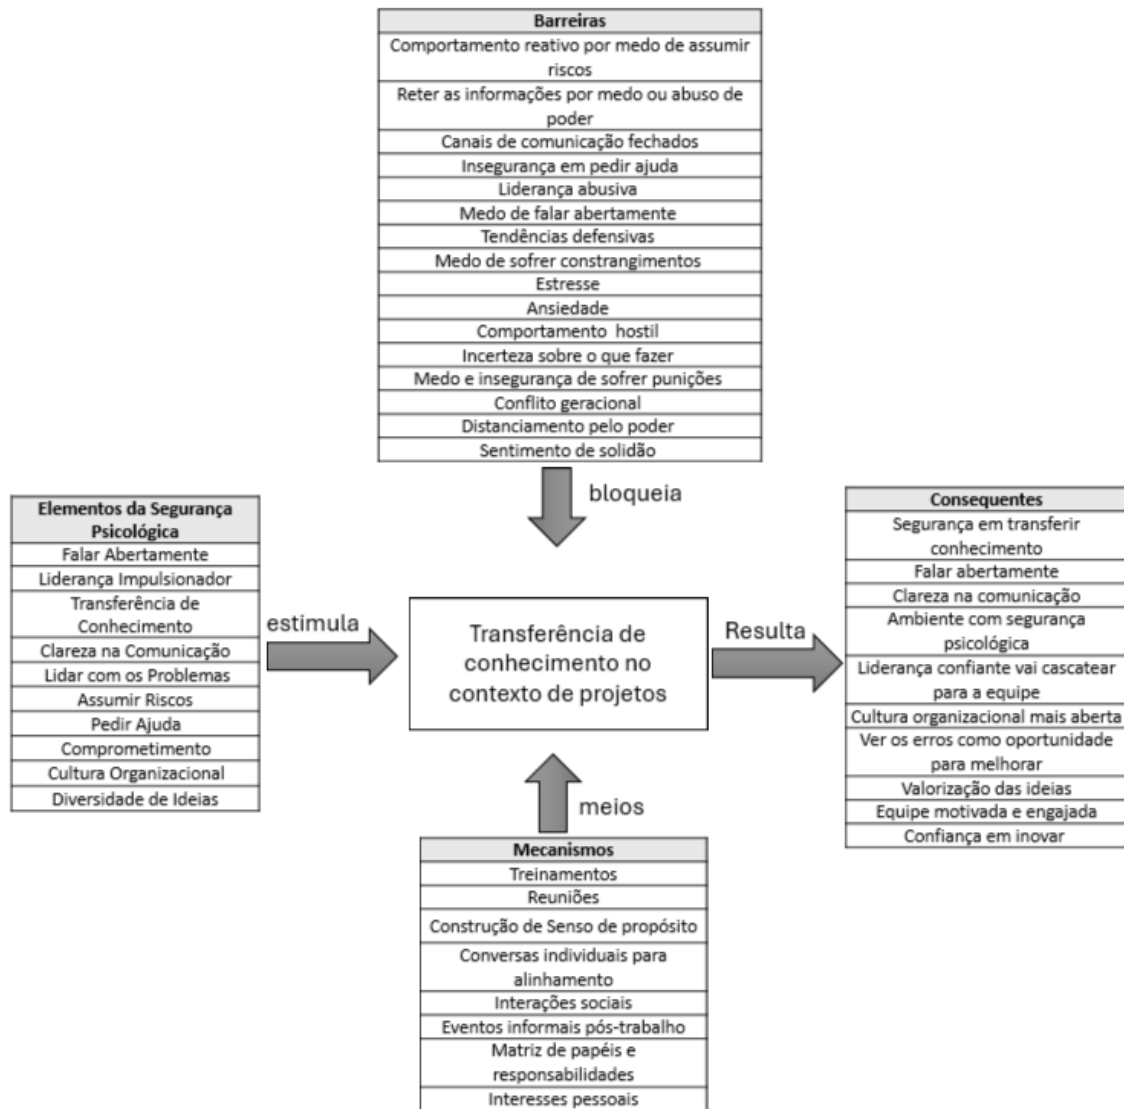 Barreiras
Comportamento reativo por medo de assumir
riscos
Reter as informações por medo ou abuso de
poder
Canais de comunicação fechados
Insegurança em pedir ajuda
Liderança abusiva
Medo de falar abertamente
Tendências defensivas
Medo de sofrer constrangimentos
Estresse
Ansiedade
Comportamento hostil
Incerteza sobre o que fazer
Medo e insegurança de sofrer punições
Conflito geracional
Distanciamento pelo poder
Sentimento de solidão
bloqueia
Elementos da Segurança
Psicológica
Falar Abertamente
Liderança Impulsionador
Transferência de
Conhecimento
Clareza na Comunicação
Lidar com os Problemas
Assumir Riscos
Pedir Ajuda
Comprometimento
Cultura Organizacional
Diversidade de Ideias
estimula
Transferência de
conhecimento no
contexto de projetos
Resulta
Consequentes
Segurança em transferir
conhecimento
Falar abertamente
Clareza na comunicação
Ambiente com segurança
psicológica
Liderança confiante vai cascatear
para a equipe
Cultura organizacional mais aberta
Ver os erros como oportunidade
para melhorar
Valorização das ideias
Equipe motivada e engajada
Confiança em inovar
meios
Mecanismos
Treinamentos
Reuniões
Construção de Senso de propósito
Conversas individuais para
alinhamento
Interações sociais
Eventos informais pós-trabalho
Matriz de papéis e
responsabilidades
Interesses pessoais